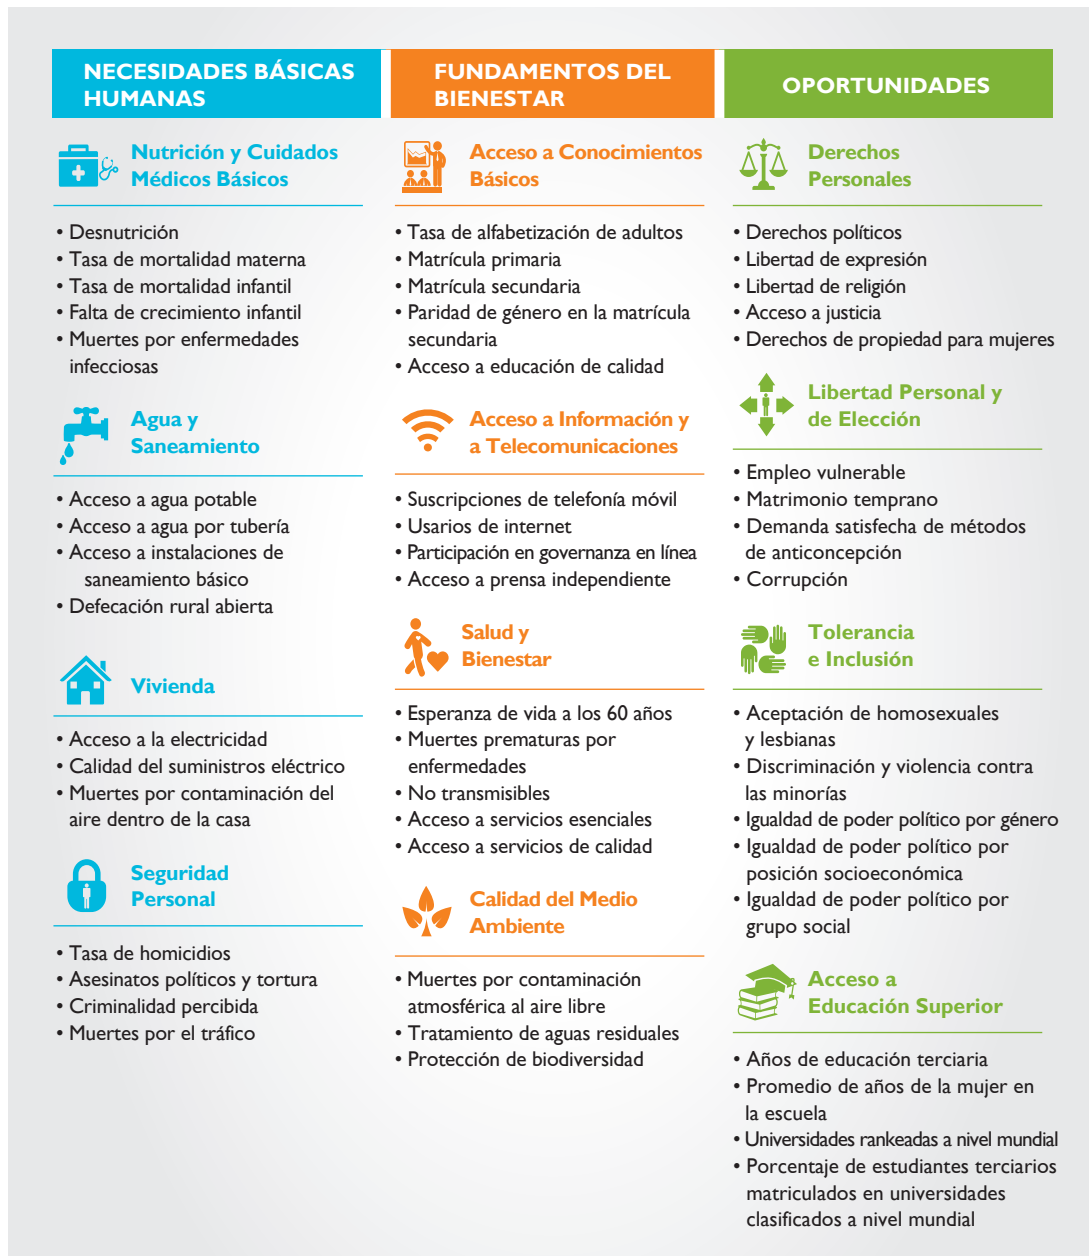 NECESIDADES BÁSICAS
HUMANAS
Nutrición y Cuidados
Médicos Básicos
• Desnutrición
• Tasa de mortalidad materna
• Tasa de mortalidad infantil
• Falta de crecimiento infantil
• Muertes por enfermedades
infecciosas
Agua y
Saneamiento
• Acceso a agua potable
• Acceso a agua por tubería
• Acceso a instalaciones de
saneamiento básico
• Defecación rural abierta
Vivienda
• Acceso a la electricidad
• Calidad del suministros eléctrico
• Muertes por contaminación del
aire dentro de la casa
Seguridad
Personal
• Tasa de homicidios
• Asesinatos políticos y tortura
• Criminalidad percibida
• Muertes por el tráfico
FUNDAMENTOS DEL
BIENESTAR
Acceso a Conocimientos
Básicos
• Tasa de alfabetización de adultos
• Matrícula primaria
• Matrícula secundaria
• Paridad de género en la matrícula
secundaria
• Acceso a educación de calidad
Acceso a Información y
a Telecomunicaciones
• Suscripciones de telefonía móvil
• Usarios de internet
• Participación en governanza en línea
• Acceso a prensa independiente
Salud y
Bienestar
• Esperanza de vida a los 60 años
• Muertes prematuras por
enfermedades
• No transmisibles
• Acceso a servicios esenciales
• Acceso a servicios de calidad
Calidad del Medio
Ambiente
• Muertes por contaminación
atmosférica al aire libre
• Tratamiento de aguas residuales
• Protección de biodiversidad
OPORTUNIDADES
Derechos
Personales
• Derechos políticos
• Libertad de expresión
• Libertad de religión
• Acceso a justicia
• Derechos de propiedad para mujeres
Libertad Personal y
de Elección
• Empleo vulnerable
• Matrimonio temprano
• Demanda satisfecha de métodos
de anticoncepción
• Corrupción
Tolerancia
e Inclusión
• Aceptación de homosexuales
y lesbianas
• Discriminación y violencia contra
las minorías
• Igualdad de poder político por género
• Igualdad de poder político por
posición socioeconómica
• Igualdad de poder político por
grupo social
Acceso a
Educación Superior
• Años de educación terciaria
• Promedio de años de la mujer en
la escuela
• Universidades rankeadas a nivel mundial
• Porcentaje de estudiantes terciarios
matriculados en universidades
clasificados a nivel mundial